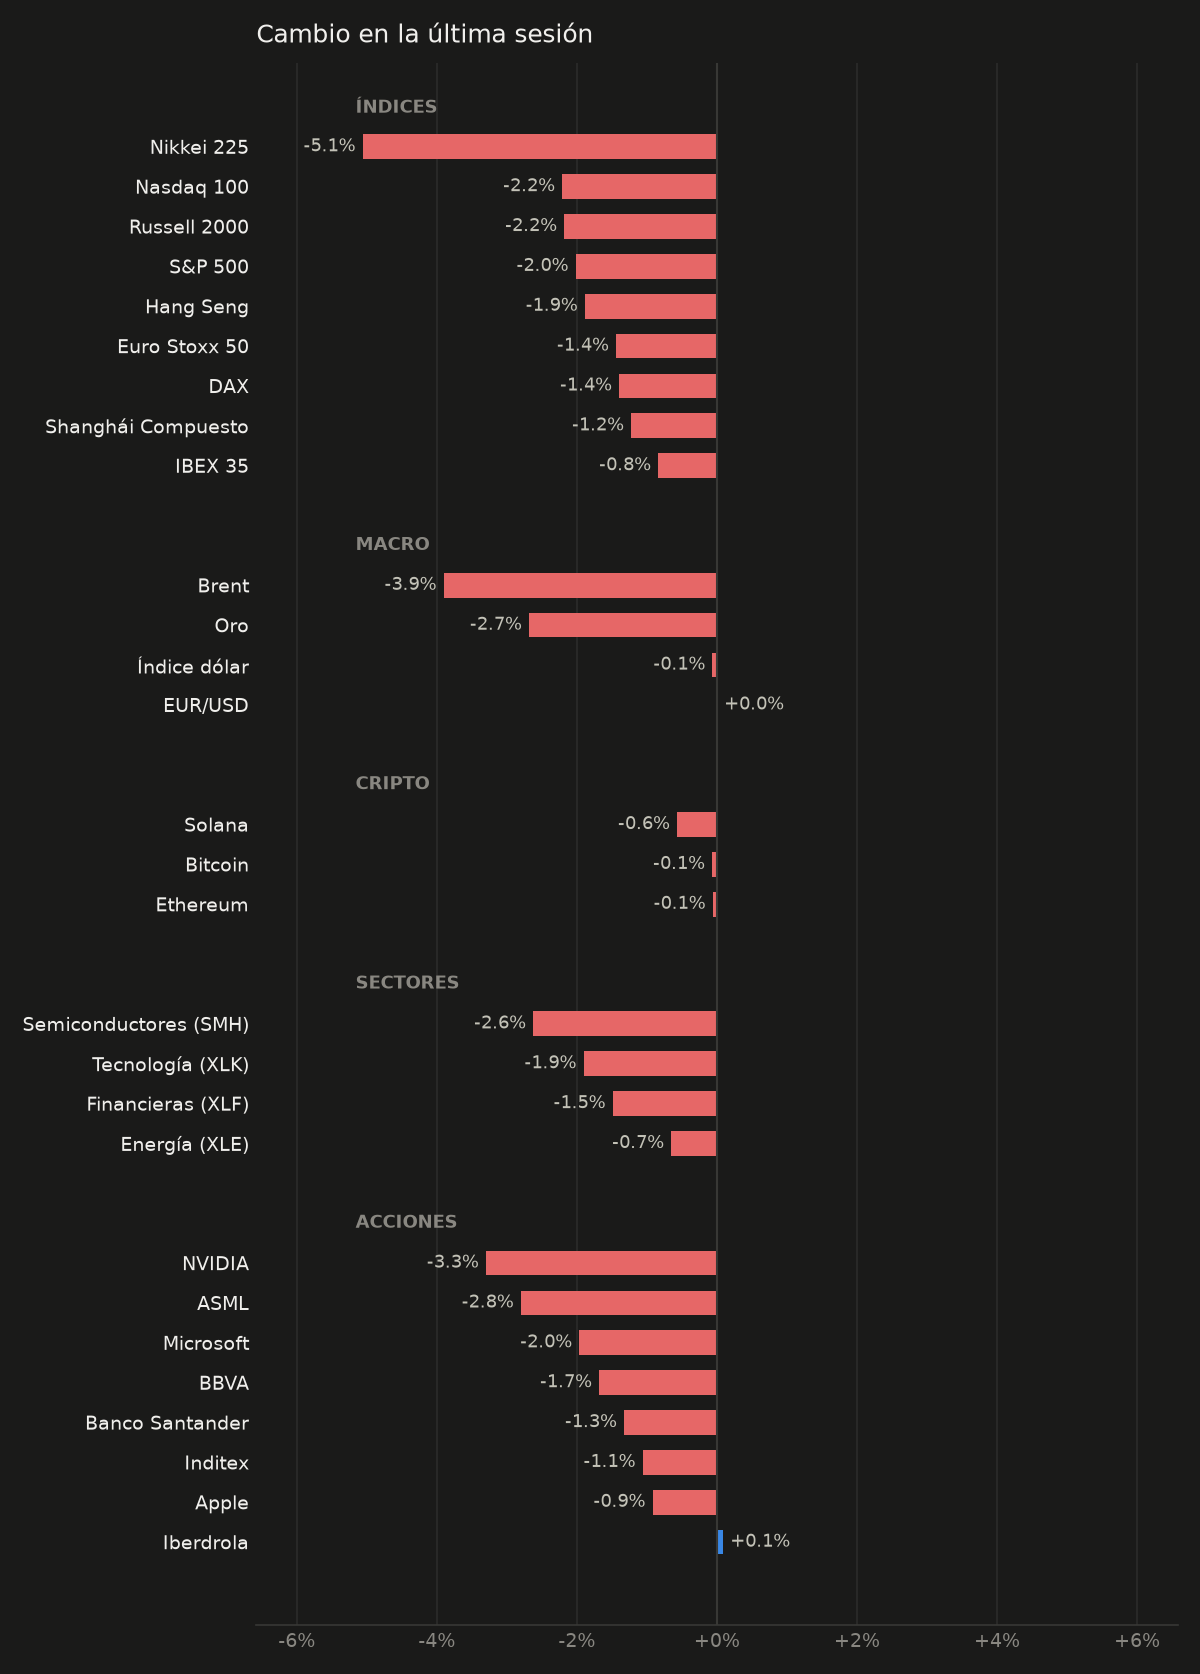 Cambio en la última sesión
ÍNDICES
Nikkei 225 -5.1%
Nasdaq 100 -2.2%
Russell 2000 -2.2%
S&P 500 -2.0%
Hang Seng -1.9%
Euro Stoxx 50 -1.4%
DAX -1.4%
Shanghái Compuesto -1.2%
IBEX 35 -0.8%
MACRO
Brent -3.9%
Oro -2.7%
Índice dólar -0.1%
EUR/USD +0.0%
CRIPTO
Solana -0.6%
Bitcoin -0.1%
Ethereum -0.1%
SECTORES
Semiconductores (SMH) -2.6%
Tecnología (XLK) -1.9%
Financieras (XLF) -1.5%
Energía (XLE) -0.7%
ACCIONES
NVIDIA -3.3%
ASML -2.8%
Microsoft -2.0%
BBVA -1.7%
Banco Santander -1.3%
Inditex -1.1%
Apple -0.9%
Iberdrola +0.1%
-6% -4% -2% +0% +2% +4% +6%